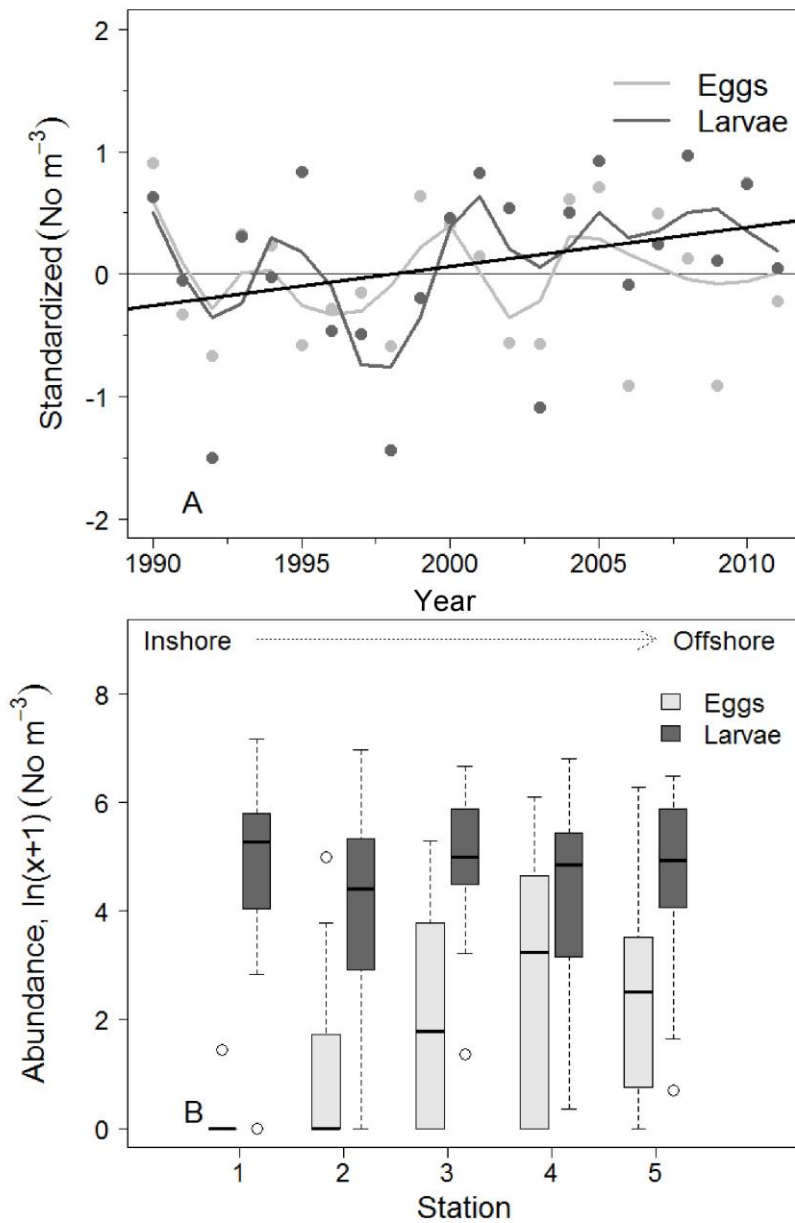 2
Eggs
Larvae
1
0
-1
-2
Standardized (No m⁻³)
A
1990 1995 2000 2005 2010
Year
Inshore Offshore
8
Eggs
Larvae
6
4
2
0
Abundance, ln(x+1) (No m⁻³)
B
1 2 3 4 5
Station